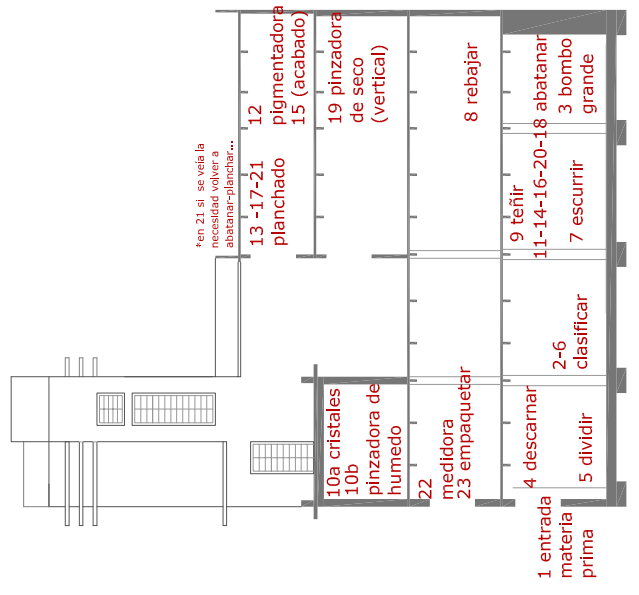 *en 21 si se veia la
necesidad volver a
abatanar-planchar...
12
pigmentadora
15 (acabado)
13 -17-21
planchado
19 pinzadora
de seco
(vertical)
10a cristales
10b
pinzadora de
humedo
8 rebajar
22
medidora
23 empaquetar
9 teñir
11-14-16-20-18 abatanar
3 bombo
grande
7 escurrir
2-6
clasificar
4 descarnar
5 dividir
1 entrada
materia
prima